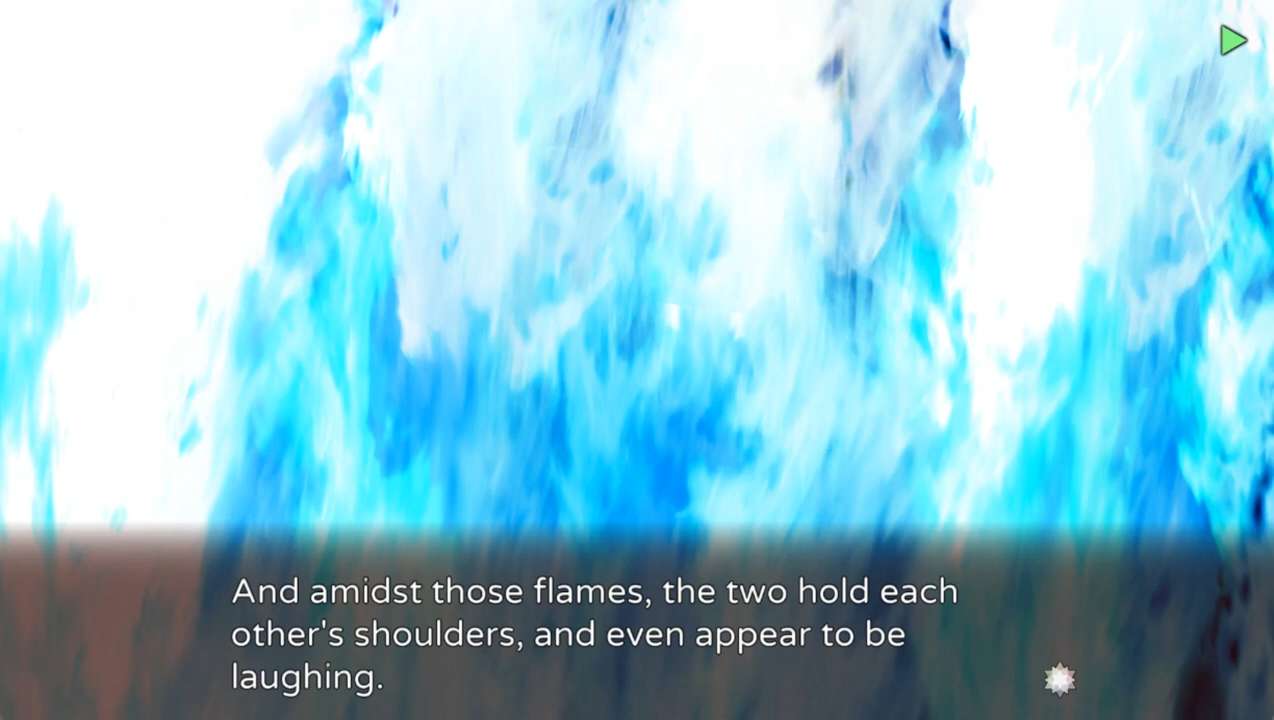 And amidst those flames, the two hold each
other's shoulders, and even appear to be
laughing.